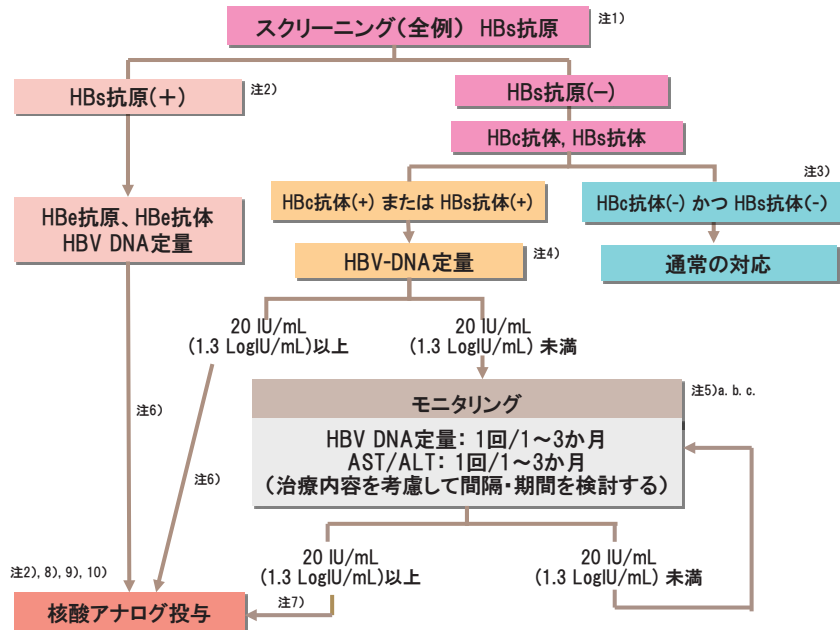 スクリーニング(全例) HBs抗原
注1)
HBs抗原(+)
注2)
HBs抗原(−)
HBc抗体, HBs抗体
注3)
HBc抗体(+) または HBs抗体(+)
HBc抗体(-) かつ HBs抗体(-)
HBe抗原、HBe抗体
HBV DNA定量
HBV-DNA定量
注4)
通常の対応
20 IU/mL
(1.3 LogIU/mL)以上
20 IU/mL
(1.3 LogIU/mL) 未満
モニタリング
注5)a. b. c.
HBV DNA定量: 1回/1〜3か月
AST/ALT: 1回/1〜3か月
(治療内容を考慮して間隔・期間を検討する)
注6)
注6)
20 IU/mL
(1.3 LogIU/mL)以上
20 IU/mL
(1.3 LogIU/mL) 未満
注2), 8), 9), 10)
核酸アナログ投与
注7)